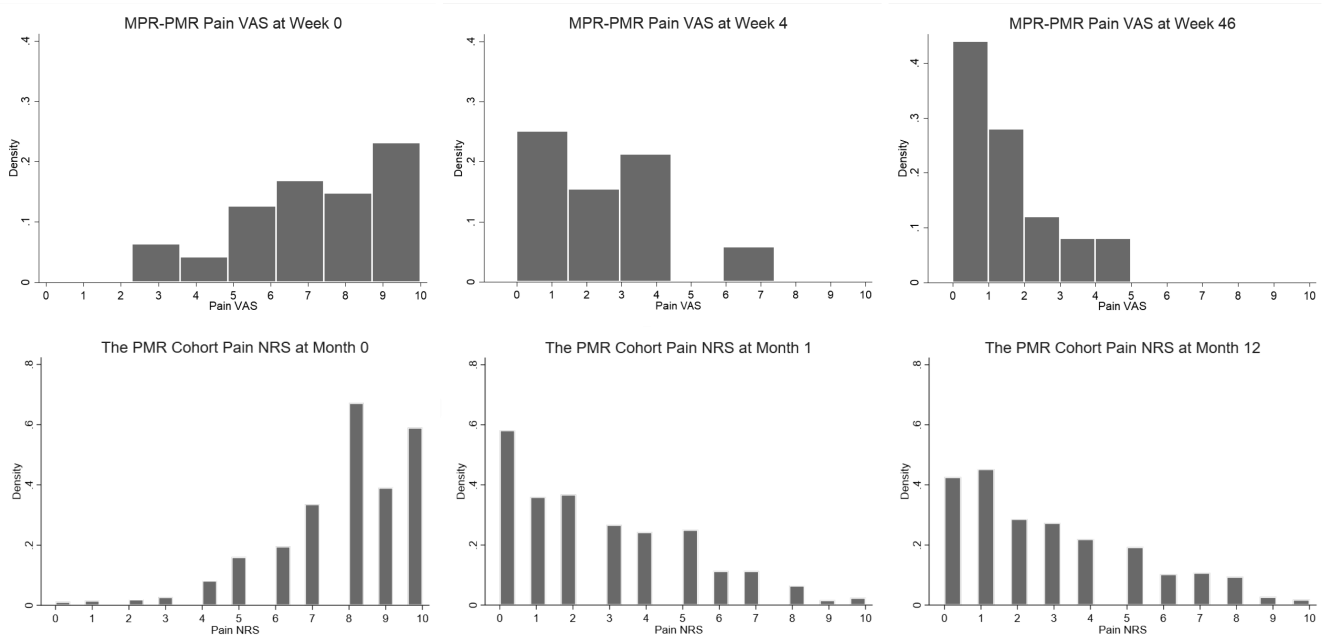 MPR-PMR Pain VAS at Week 0
.4
.3
.2
.1
0
Density
0 1 2 3 4 5 6 7 8 9 10
Pain VAS
MPR-PMR Pain VAS at Week 4
.4
.3
.2
.1
0
Density
0 1 2 3 4 5 6 7 8 9 10
Pain VAS
MPR-PMR Pain VAS at Week 46
.4
.3
.2
.1
0
Density
0 1 2 3 4 5 6 7 8 9 10
Pain VAS
The PMR Cohort Pain NRS at Month 0
.8
.6
.4
.2
0
Density
0 1 2 3 4 5 6 7 8 9 10
Pain NRS
The PMR Cohort Pain NRS at Month 1
.8
.6
.4
.2
0
Density
0 1 2 3 4 5 6 7 8 9 10
Pain NRS
The PMR Cohort Pain NRS at Month 12
.8
.6
.4
.2
0
Density
0 1 2 3 4 5 6 7 8 9 10
Pain NRS